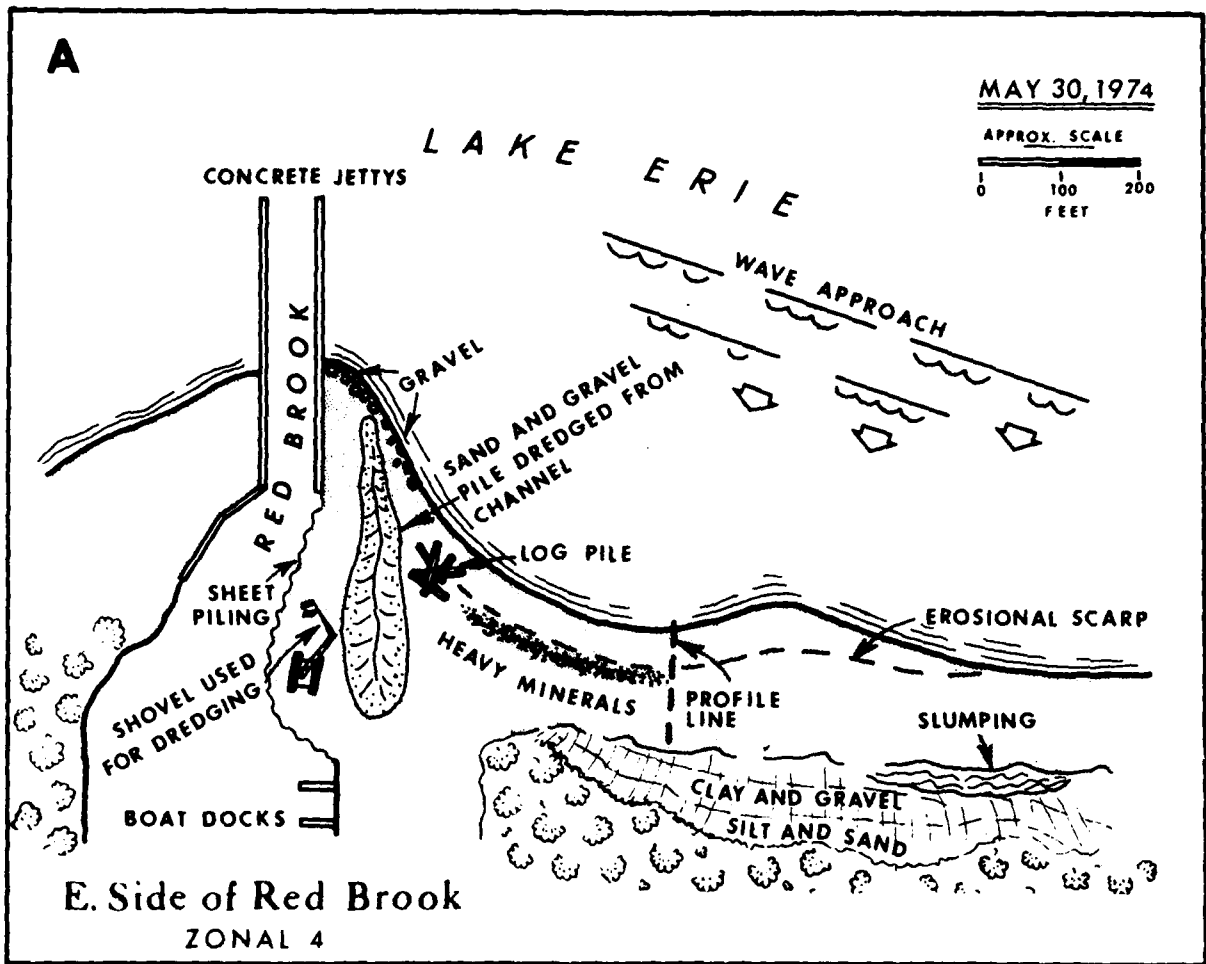 A
MAY 30, 1974
APPROX. SCALE
0 100 200
FEET
LAKE ERIE
CONCRETE JETTYS
WAVE APPROACH
RED BROOK
GRAVEL
SAND AND GRAVEL
PILE DREDGED FROM
CHANNEL
LOG PILE
SHEET
PILING
EROSIONAL SCARP
HEAVY MINERALS
PROFILE
LINE
SHOVEL USED
FOR DREDGING
SLUMPING
CLAY AND GRAVEL
SILT AND SAND
BOAT DOCKS
E. Side of Red Brook
ZONAL 4